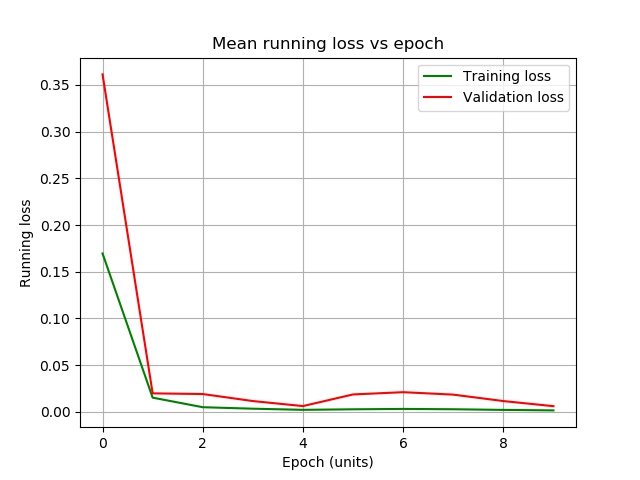 Mean running loss vs epoch
Training loss
Validation loss
Running loss
0.35
0.30
0.25
0.20
0.15
0.10
0.05
0.00
0 2 4 6 8
Epoch (units)